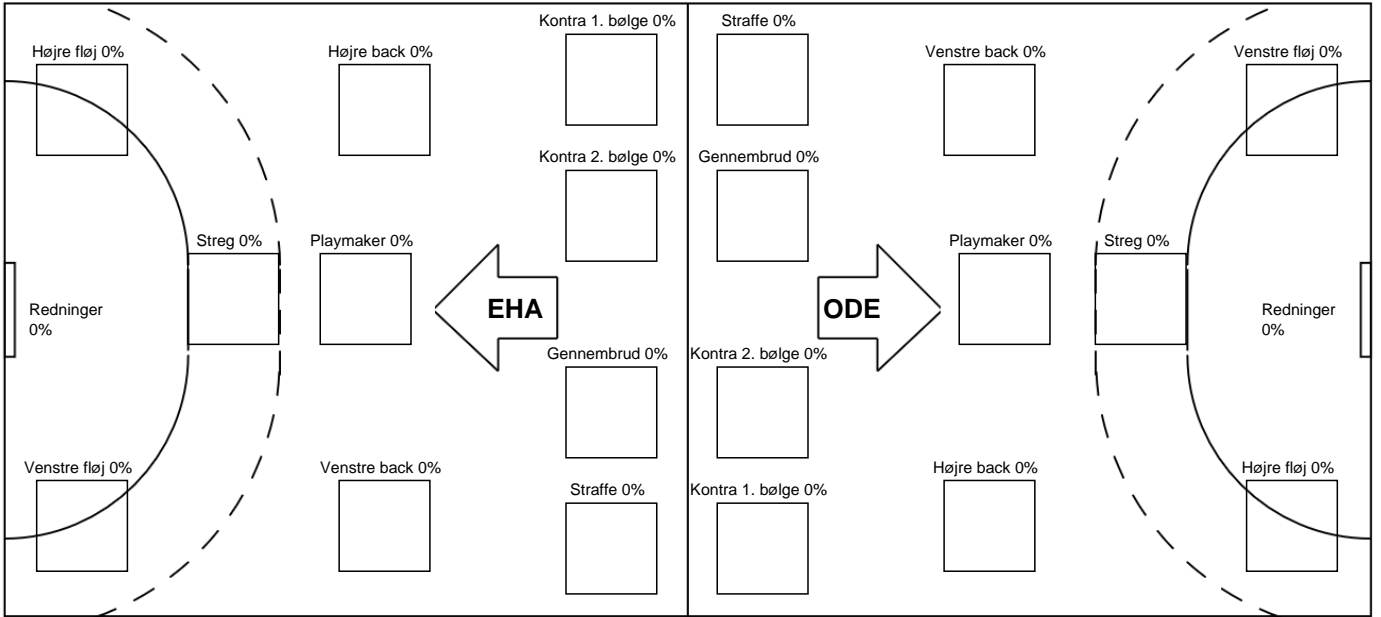 Kontra 1. bølge 0%
Straffe 0%
Højre fløj 0%
Højre back 0%
Venstre back 0%
Venstre fløj 0%
Kontra 2. bølge 0%
Gennembrud 0%
Streg 0%
Playmaker 0%
Playmaker 0%
Streg 0%
Redninger
0%
EHA
ODE
Redninger
0%
Gennembrud 0%
Kontra 2. bølge 0%
Venstre fløj 0%
Venstre back 0%
Højre back 0%
Højre fløj 0%
Straffe 0%
Kontra 1. bølge 0%